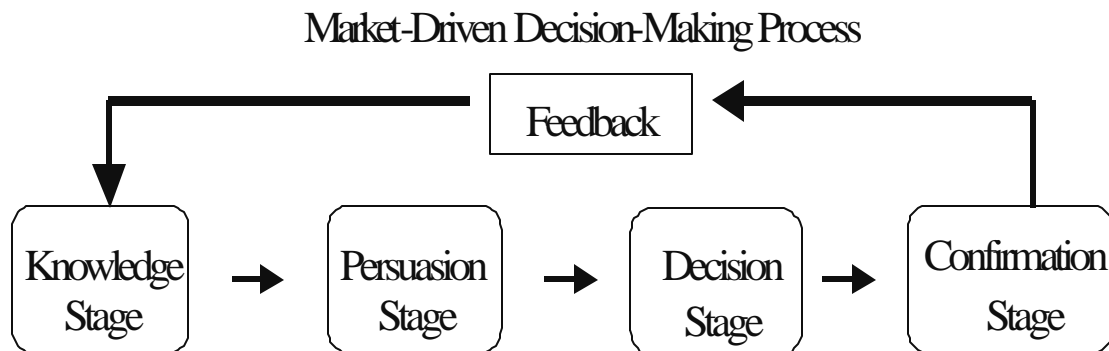 Market-Driven Decision-Making Process
Feedback
Knowledge
Stage
Persuasion
Stage
Decision
Stage
Confirmation
Stage